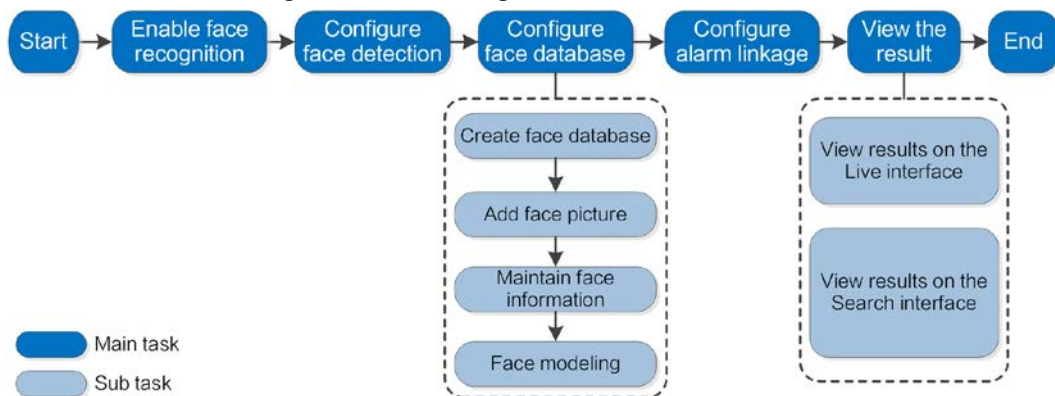 Start
Enable face
recognition
Configure
face detection
Configure
face database
Configure
alarm linkage
View the
result
End
Create face database
Add face picture
Maintain face
information
Face modeling
View results on the
Live interface
View results on the
Search interface
Main task
Sub task